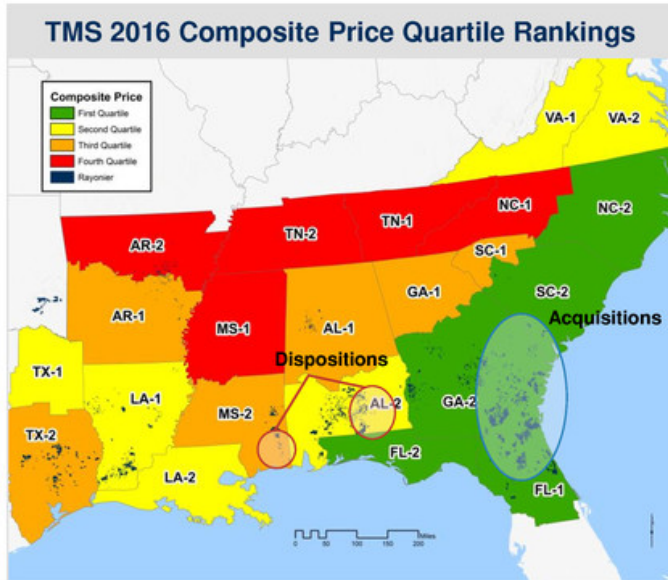 TMS 2016 Composite Price Quartile Rankings
Composite Price
First Quartile
Second Quartile
Third Quartile
Fourth Quartile
Rayonier
VA-1
VA-2
NC-1
NC-2
TN-1
TN-2
AR-2
SC-1
GA-1
SC-2
AR-1
MS-1
AL-1
Acquisitions
Dispositions
TX-1
LA-1
AL-2
GA-2
MS-2
TX-2
FL-2
LA-2
FL-1
Miles
0 50 100 150 200